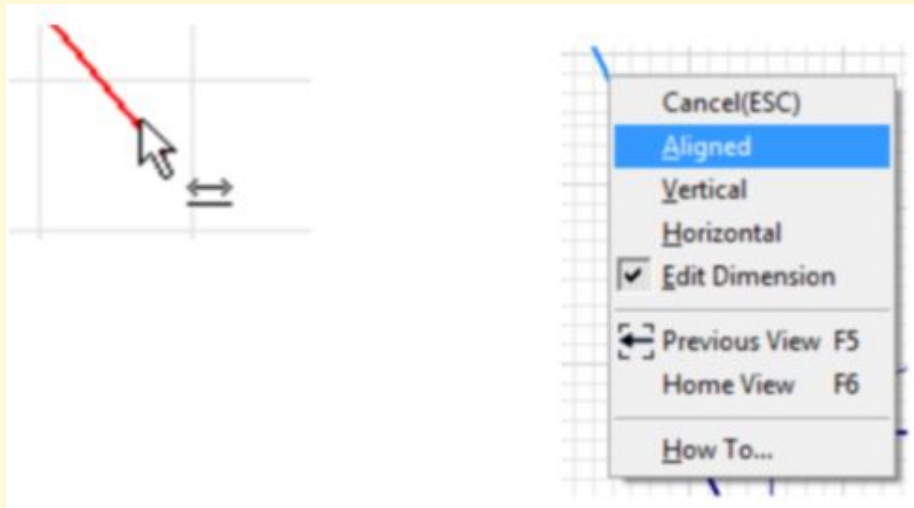 Cancel(ESC)
Aligned
Vertical
Horizontal
Edit Dimension
Previous View F5
Home View F6
How To...